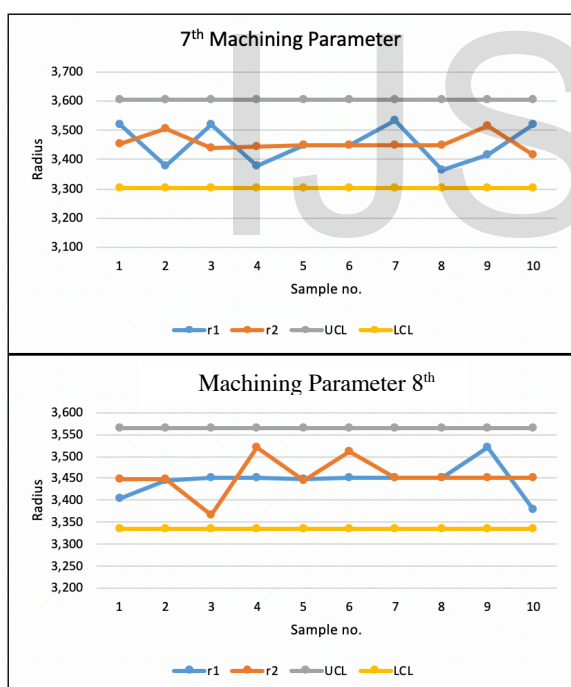 IJS
7th Machining Parameter
3,700
3,600
3,500
3,400
3,300
3,200
3,100
Radius
1 2 3 4 5 6 7 8 9 10
Sample no.
r1 r2 UCL LCL
Machining Parameter 8th
3,600
3,550
3,500
3,450
3,400
3,350
3,300
3,250
3,200
Radius
1 2 3 4 5 6 7 8 9 10
Sample no.
r1 r2 UCL LCL